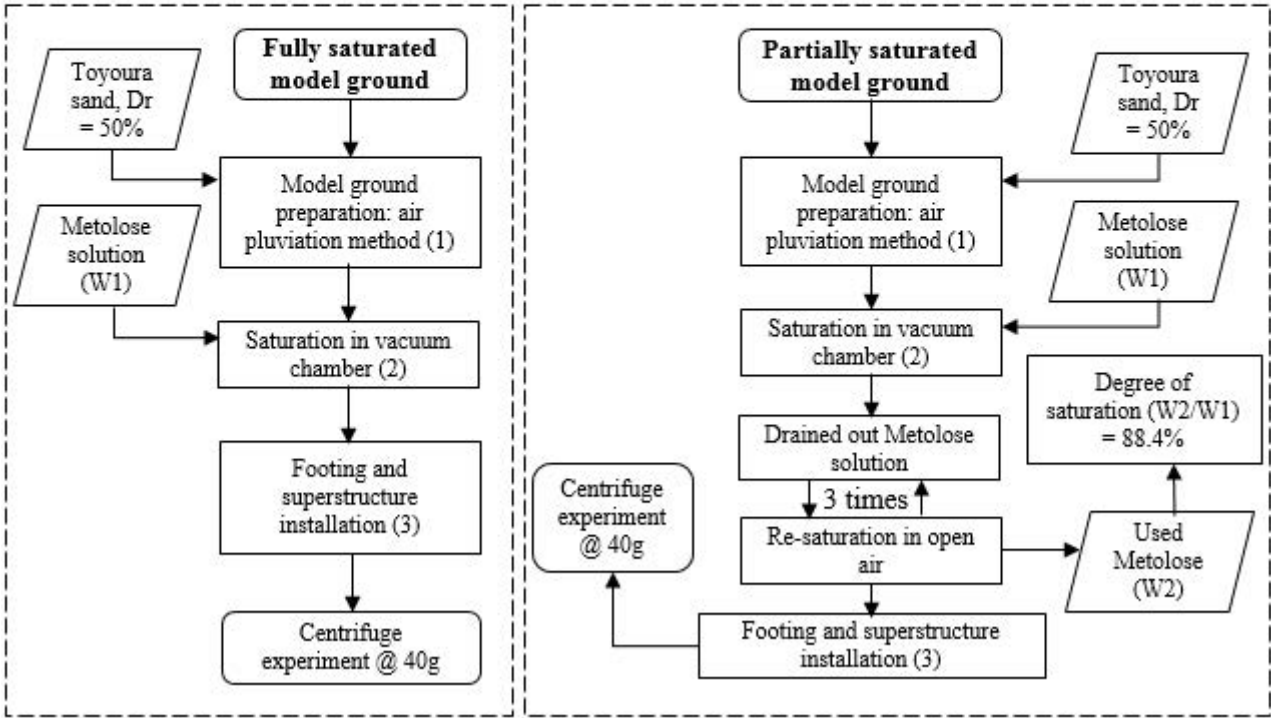 Fully saturated
model ground
Toyoura
sand, Dr
= 50%
Model ground
preparation: air
pluviation method (1)
Metolose
solution
(W1)
Saturation in vacuum
chamber (2)
Footing and
superstructure
installation (3)
Centrifuge
experiment @ 40g
Partially saturated
model ground
Toyoura
sand, Dr
= 50%
Model ground
preparation: air
pluviation method (1)
Metolose
solution
(W1)
Saturation in vacuum
chamber (2)
Degree of
saturation (W2/W1)
= 88.4%
Drained out Metolose
solution
3 times
Centrifuge
experiment
@ 40g
Re-saturation in open
air
Used
Metolose
(W2)
Footing and superstructure
installation (3)